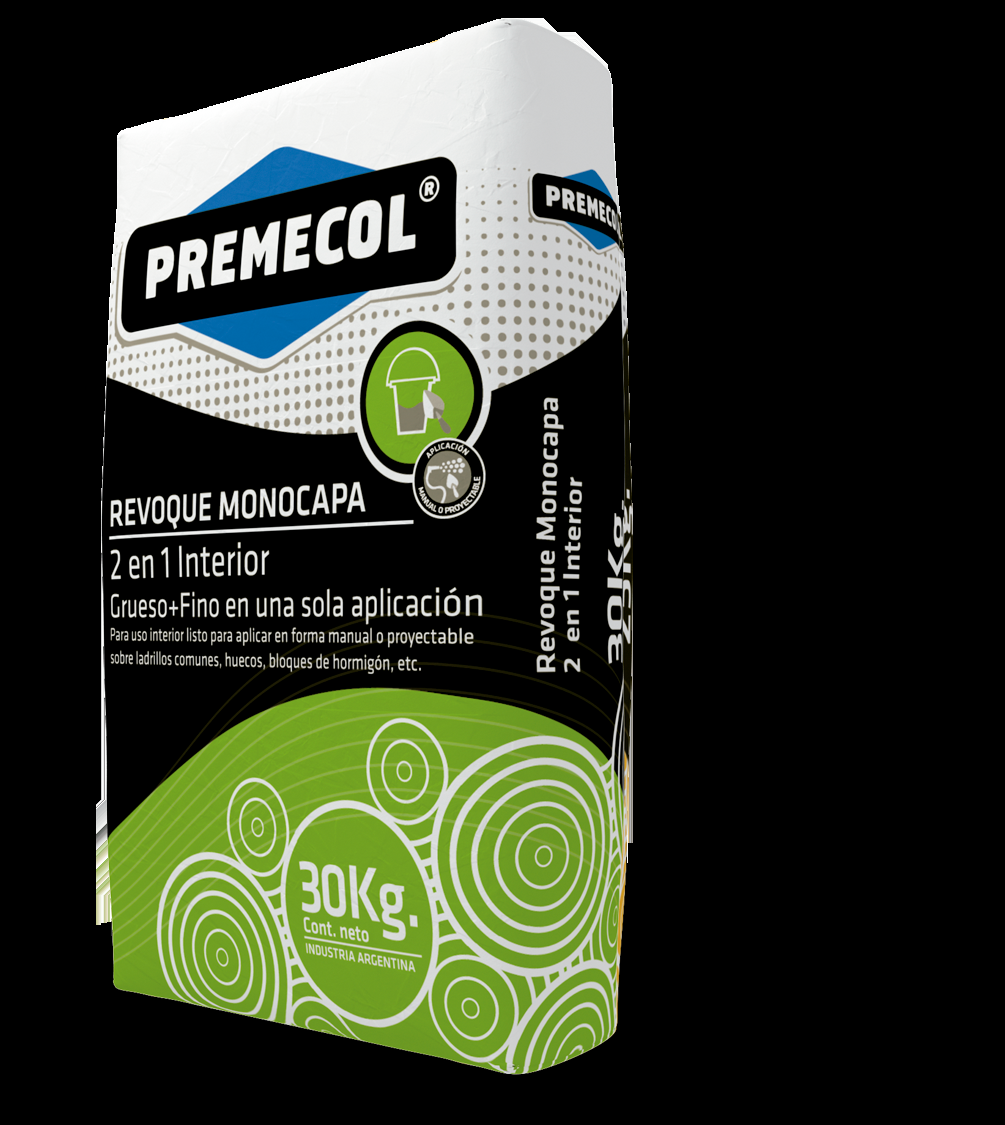 PREMECOL®
APLICACIÓN
MANUAL O PROYECTABLE
REVOQUE MONOCAPA
2 en 1 Interior
Grueso+Fino en una sola aplicación
Para uso interior listo para aplicar en forma manual o proyectable
sobre ladrillos comunes, huecos, bloques de hormigón, etc.
30Kg.
Cont. neto
INDUSTRIA ARGENTINA
PREMECOL
Revoque Monocapa
2 en 1 Interior
30Kg